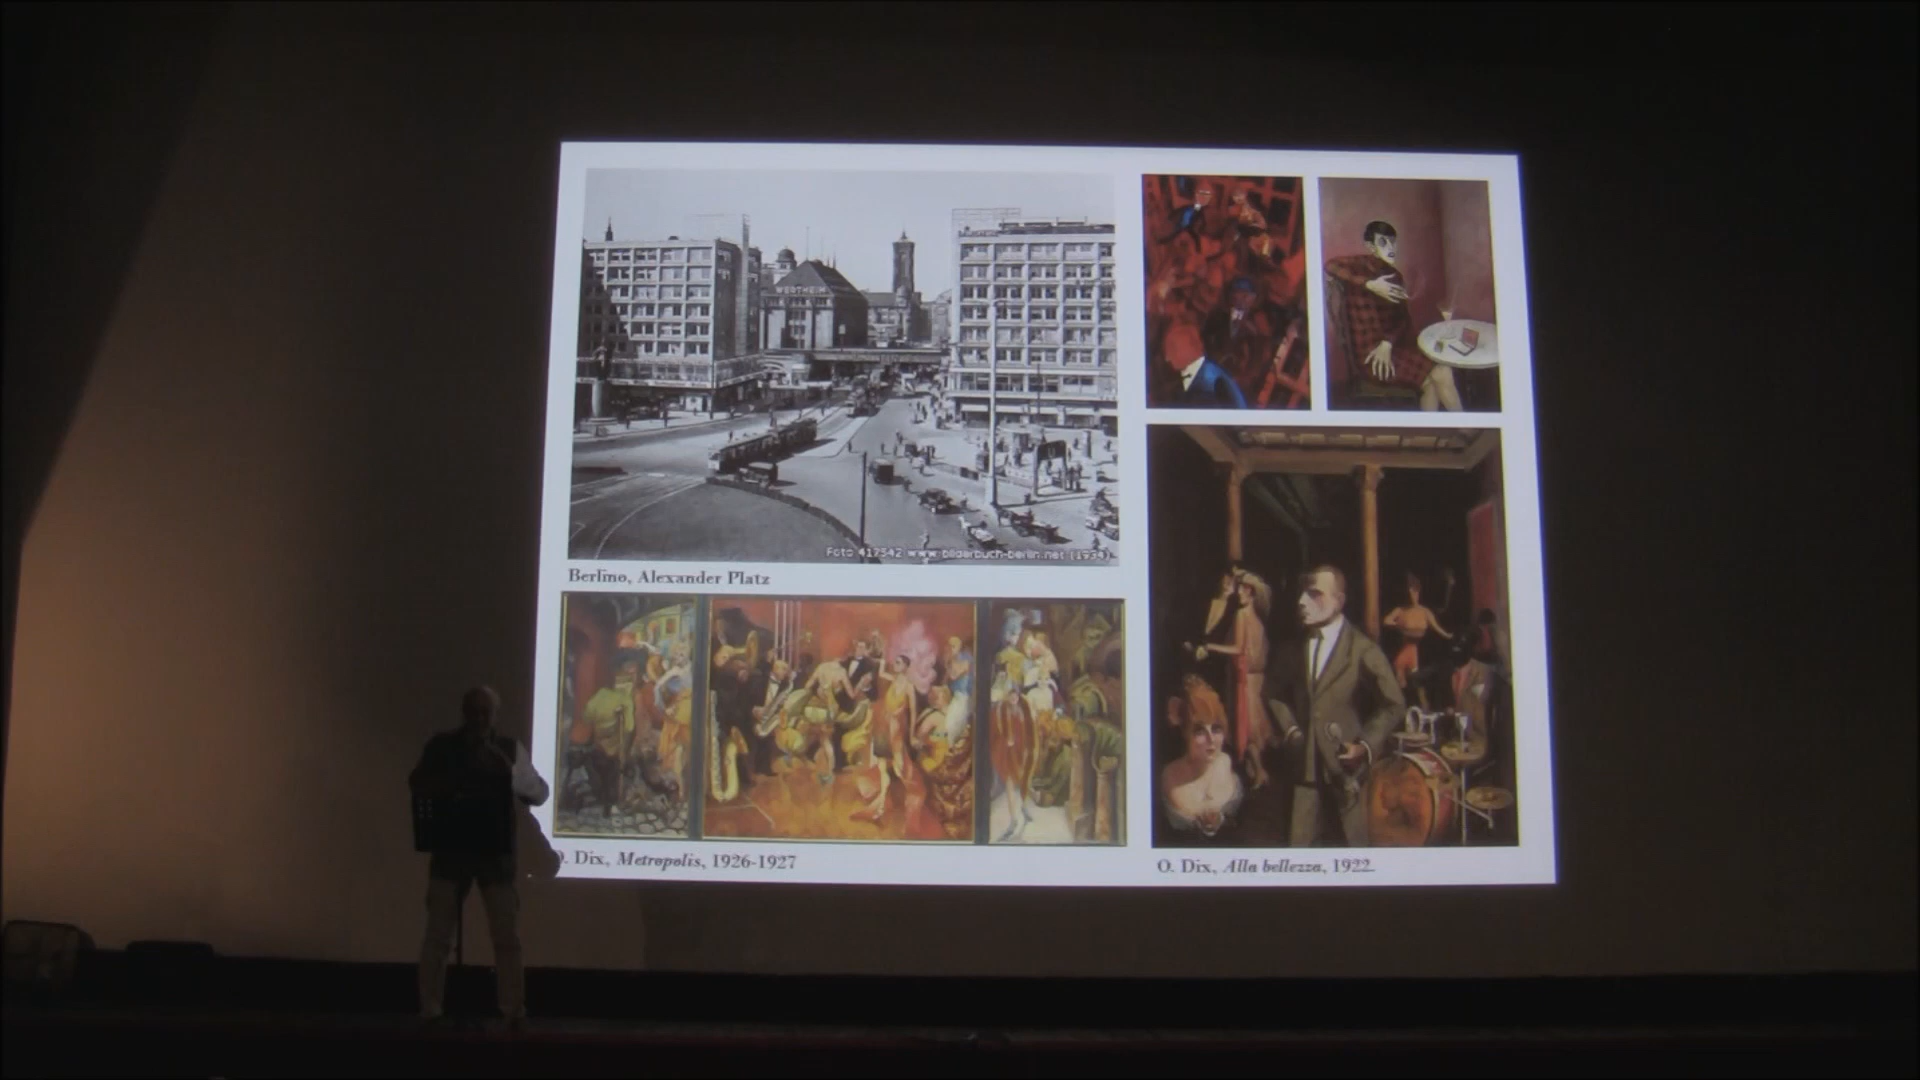 WERTHEIM
Foto 417542 www.bilderbuch-berlin.net (1934)
Berlino, Alexander Platz
O. Dix, Metropolis, 1926-1927
O. Dix, Alla bellezza, 1922.